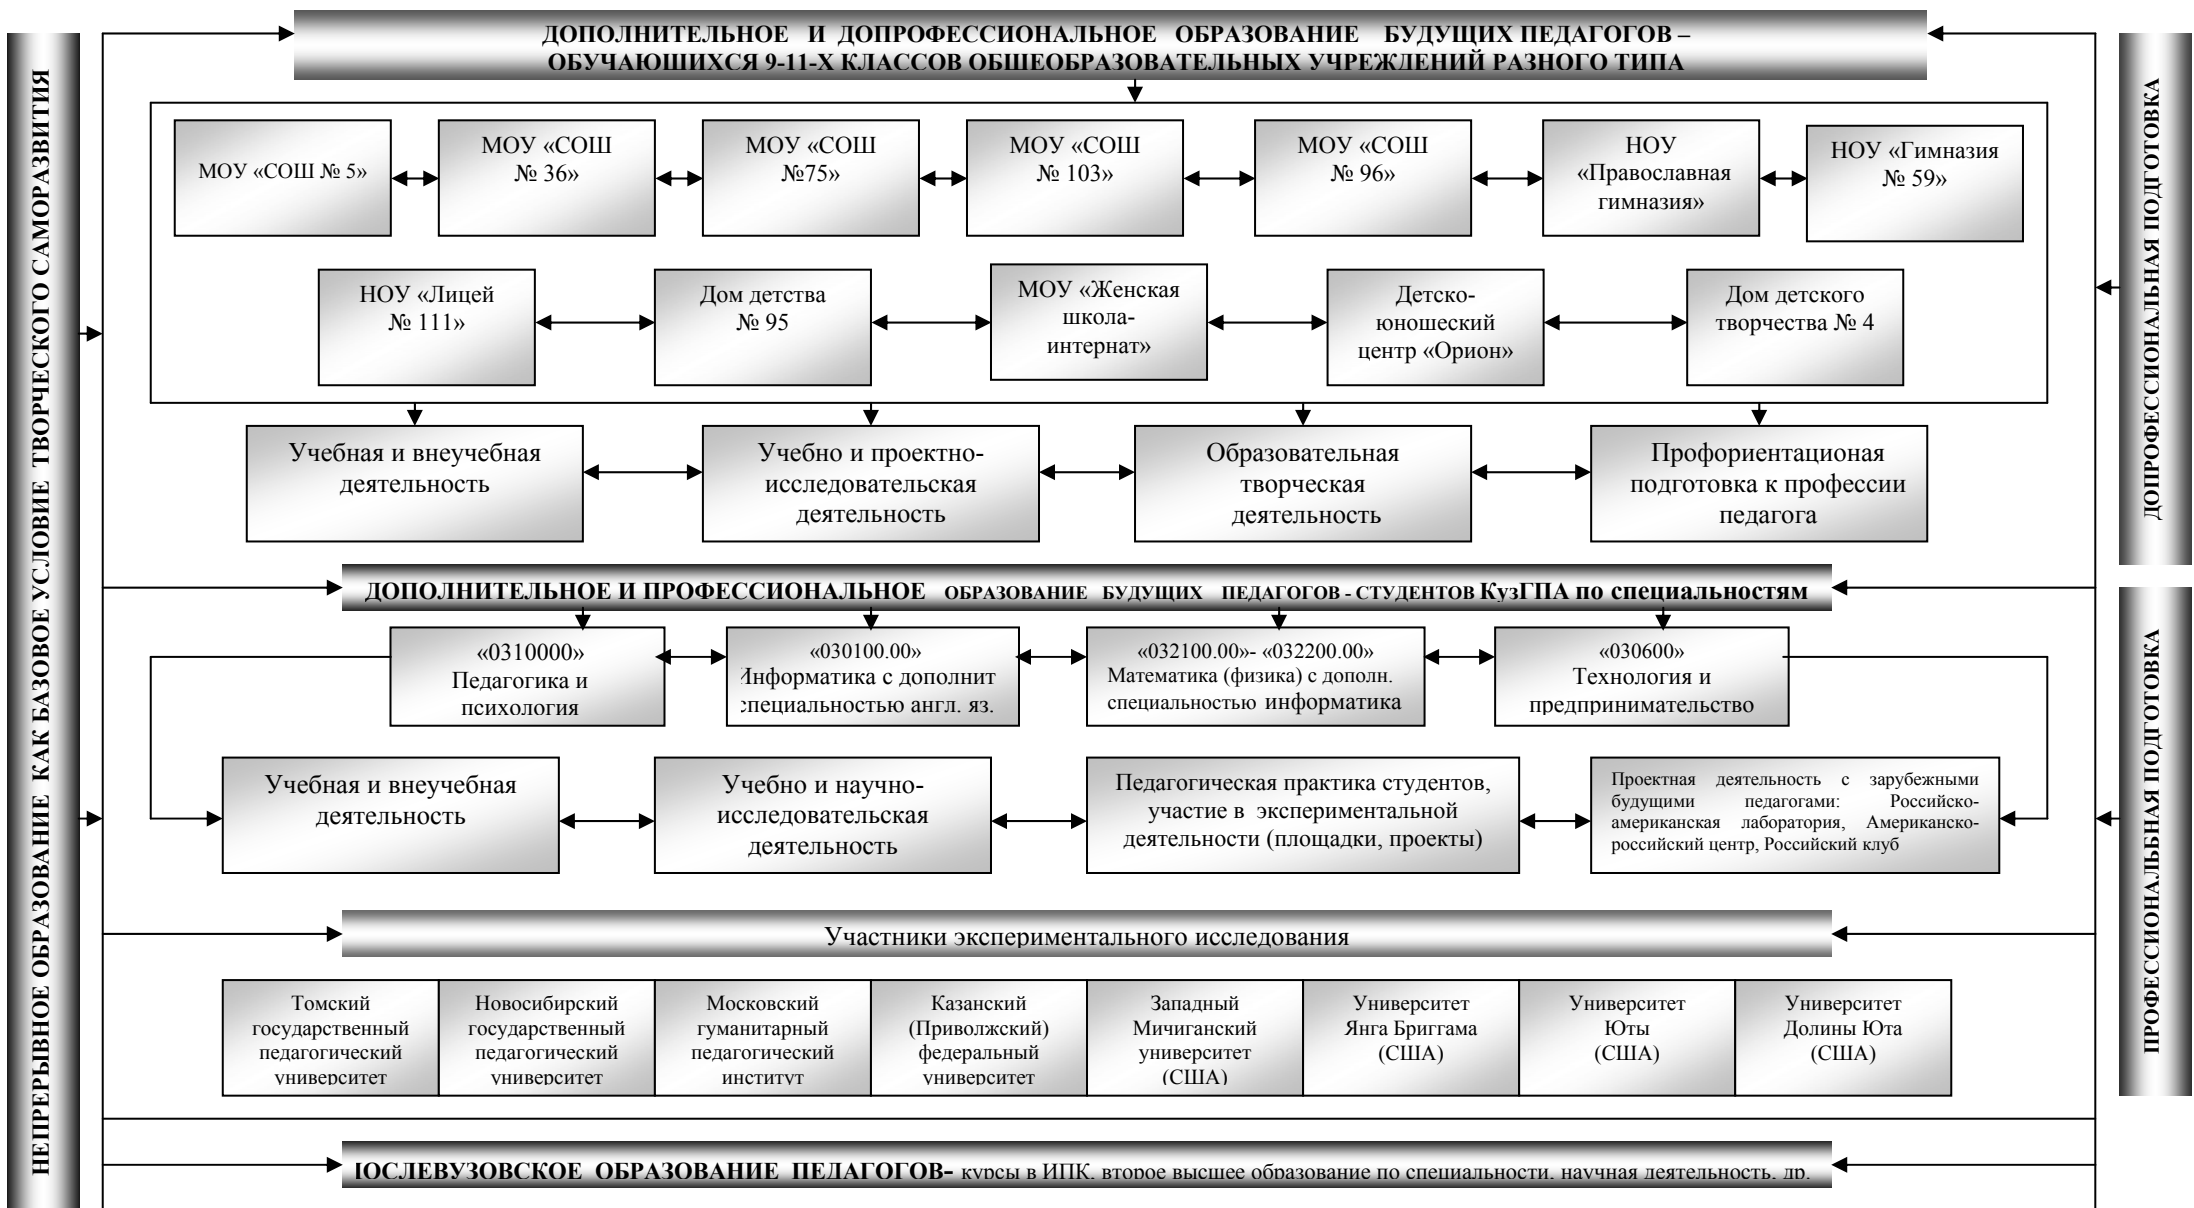 НЕПРЕРЫВНОЕ ОБРАЗОВАНИЕ КАК БАЗОВОЕ УСЛОВИЕ ТВОРЧЕСКОГО САМОРАЗВИТИЯ
ДОПОЛНИТЕЛЬНОЕ И ДОПРОФЕССИОНАЛЬНОЕ ОБРАЗОВАНИЕ БУДУЩИХ ПЕДАГОГОВ –
ОБУЧАЮЩИХСЯ 9-11-Х КЛАССОВ ОБЩЕОБРАЗОВАТЕЛЬНЫХ УЧРЕЖДЕНИЙ РАЗНОГО ТИПА
ДОПРОФЕССИОНАЛЬНАЯ ПОДГОТОВКА
МОУ «СОШ № 5»
МОУ «СОШ
№ 36»
МОУ «СОШ
№75»
МОУ «СОШ
№ 103»
МОУ «СОШ
№ 96»
НОУ
«Православная
гимназия»
НОУ «Гимназия
№ 59»
НОУ «Лицей
№ 111»
Дом детства
№ 95
МОУ «Женская
школа-
интернат»
Детско-
юношеский
центр «Орион»
Дом детского
творчества № 4
Учебная и внеучебная
деятельность
Учебно и проектно-
исследовательская
деятельность
Образовательная
творческая
деятельность
Профориентационая
подготовка к профессии
педагога
ДОПОЛНИТЕЛЬНОЕ И ПРОФЕССИОНАЛЬНОЕ ОБРАЗОВАНИЕ БУДУЩИХ ПЕДАГОГОВ - СТУДЕНТОВ КузГПА по специальностям
ПРОФЕССИОНАЛЬБНАЯ ПОДГОТОВКА
«0310000»
Педагогика и
психология
«030100.00»
Информатика с дополнит
специальностью англ. яз.
«032100.00»- «032200.00»
Математика (физика) с дополн.
специальностью информатика
«030600»
Технология и
предпринимательство
Учебная и внеучебная
деятельность
Учебно и научно-
исследовательская
деятельность
Педагогическая практика студентов,
участие в экспериментальной
деятельности (площадки, проекты)
Проектная деятельность с зарубежными
будущими педагогами: Российско-
американская лаборатория, Американско-
российский центр, Российский клуб
Участники экспериментального исследования
Томский
государственный
педагогический
университет
Новосибирский
государственный
педагогический
университет
Московский
гуманитарный
педагогический
институт
Казанский
(Приволжский)
федеральный
университет
Западный
Мичиганский
университет
(США)
Университет
Янга Бриггама
(США)
Университет
Юты
(США)
Университет
Долины Юта
(США)
ПОСЛЕВУЗОВСКОЕ ОБРАЗОВАНИЕ ПЕДАГОГОВ- курсы в ИПК, второе высшее образование по специальности, научная деятельность, др.